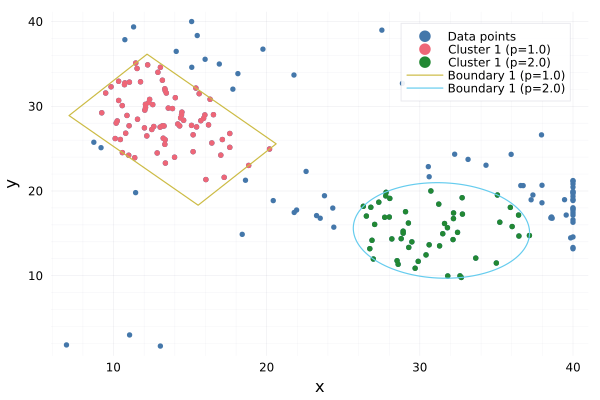 40
30
20
10
y
10
20
30
40
x
Data points
Cluster 1 (p=1.0)
Cluster 1 (p=2.0)
Boundary 1 (p=1.0)
Boundary 1 (p=2.0)